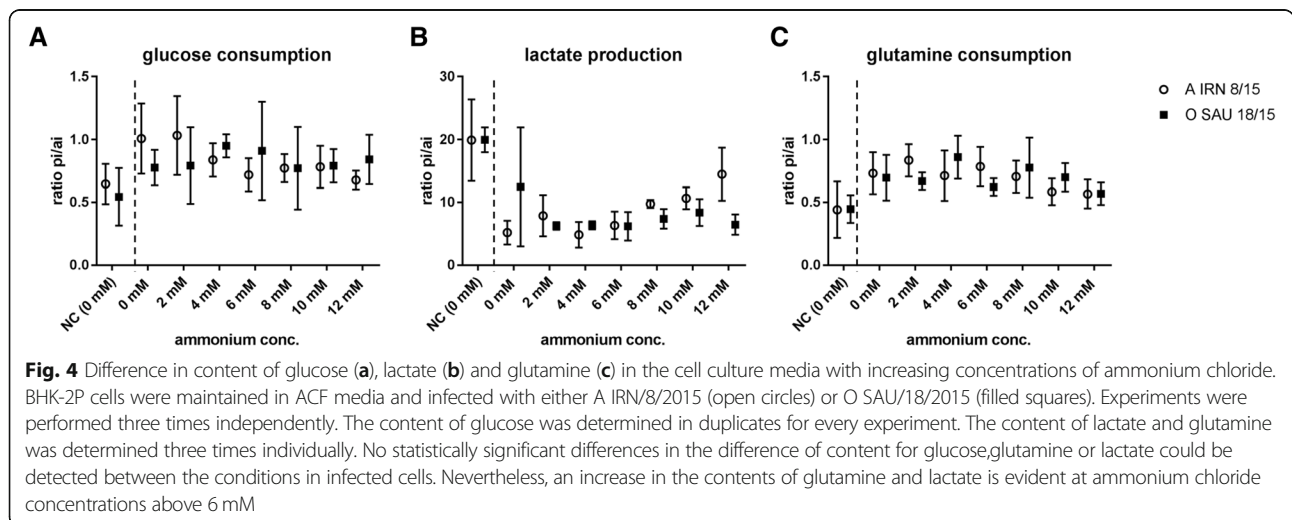 A
glucose consumption
1.5
1.0
0.5
0.0
ratio pi/ai
NC (0 mM)
0 mM
2 mM
4 mM
6 mM
8 mM
10 mM
12 mM
ammonium conc.
B
lactate production
30
20
10
0
ratio pi/ai
NC (0 mM)
0 mM
2 mM
4 mM
6 mM
8 mM
10 mM
12 mM
ammonium conc.
C
glutamine consumption
1.5
1.0
0.5
0.0
ratio pi/ai
NC (0 mM)
0 mM
2 mM
4 mM
6 mM
8 mM
10 mM
12 mM
ammonium conc.
A IRN 8/15
O SAU 18/15
Fig. 4 Difference in content of glucose (a), lactate (b) and glutamine (c) in the cell culture media with increasing concentrations of ammonium chloride.
BHK-2P cells were maintained in ACF media and infected with either A IRN/8/2015 (open circles) or O SAU/18/2015 (filled squares). Experiments were
performed three times independently. The content of glucose was determined in duplicates for every experiment. The content of lactate and glutamine
was determined three times individually. No statistically significant differences in the difference of content for glucose,glutamine or lactate could be
detected between the conditions in infected cells. Nevertheless, an increase in the contents of glutamine and lactate is evident at ammonium chloride
concentrations above 6 mM